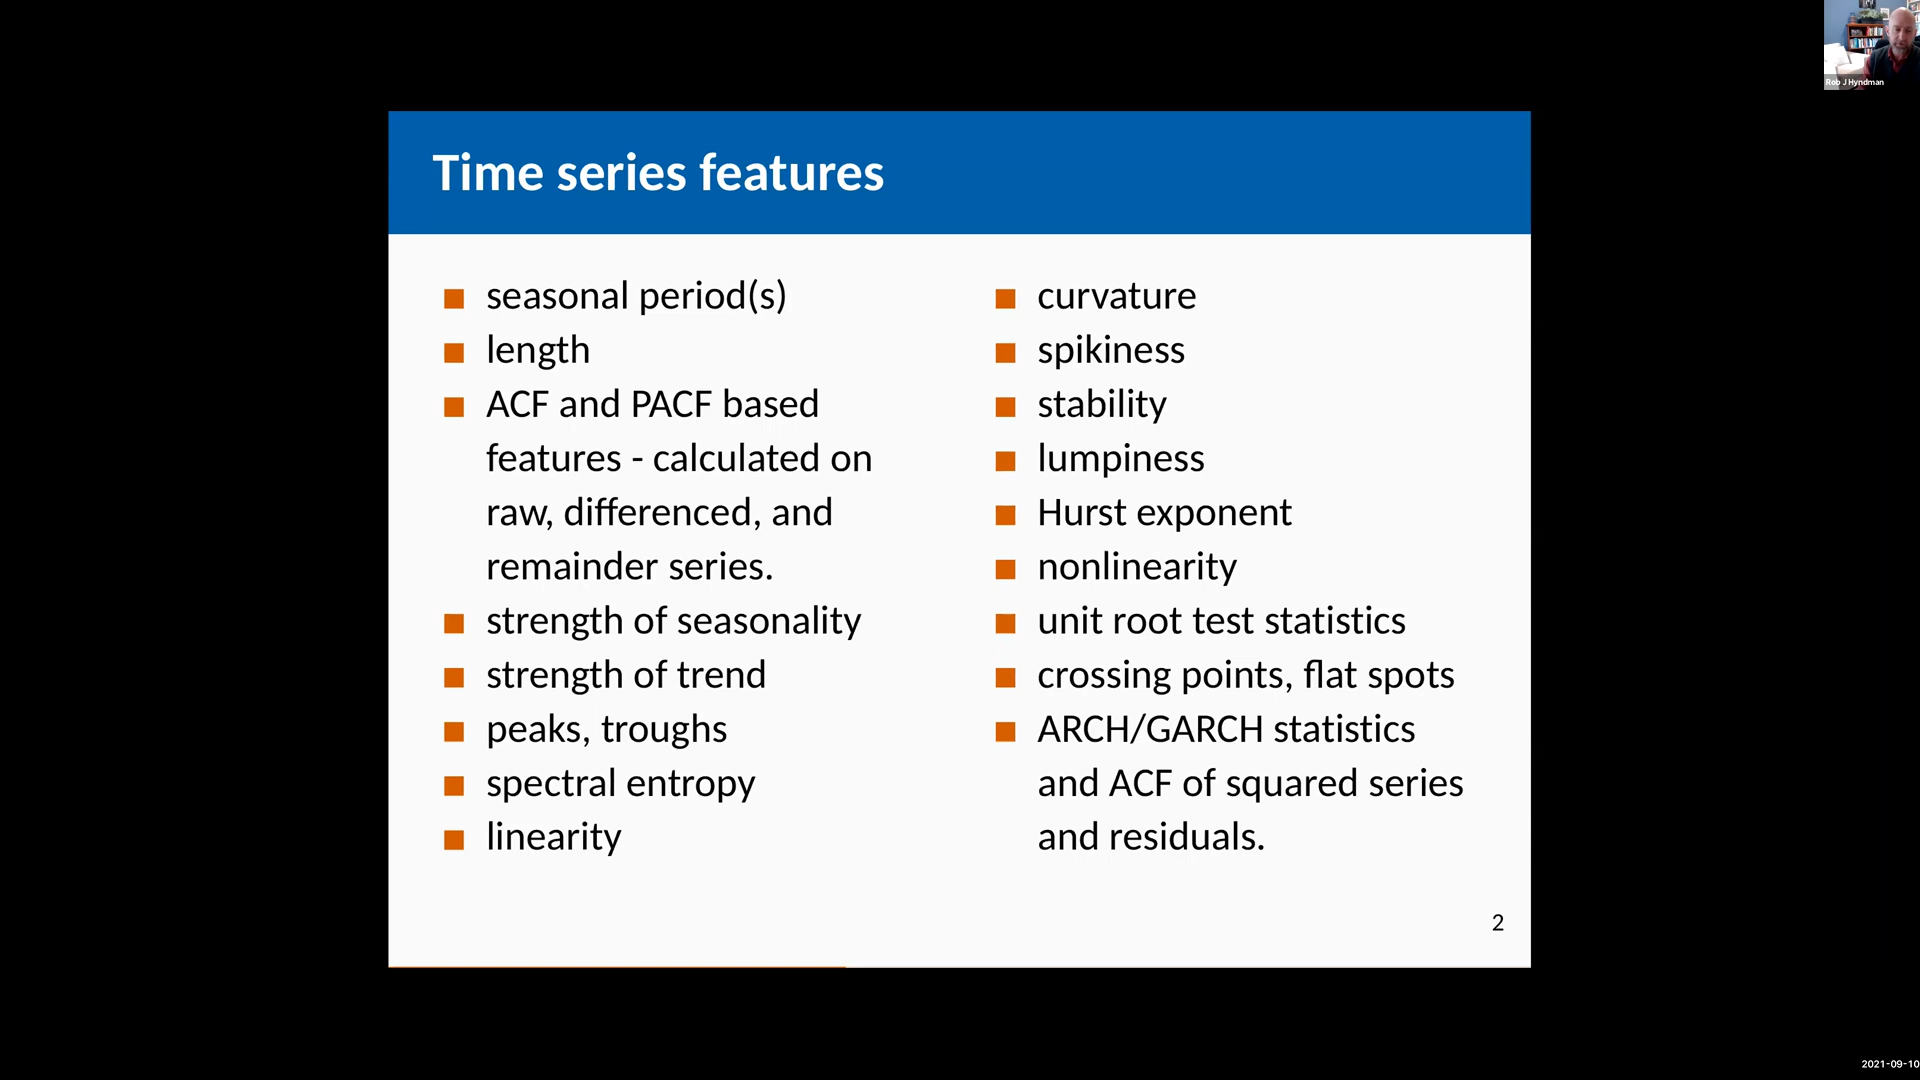 Time series features
seasonal period(s)
length
ACF and PACF based
features - calculated on
raw, differenced, and
remainder series.
strength of seasonality
strength of trend
peaks, troughs
spectral entropy
linearity
curvature
spikiness
stability
lumpiness
Hurst exponent
nonlinearity
unit root test statistics
crossing points, flat spots
ARCH/GARCH statistics
and ACF of squared series
and residuals.
2
Rob J Hyndman
2021-09-10